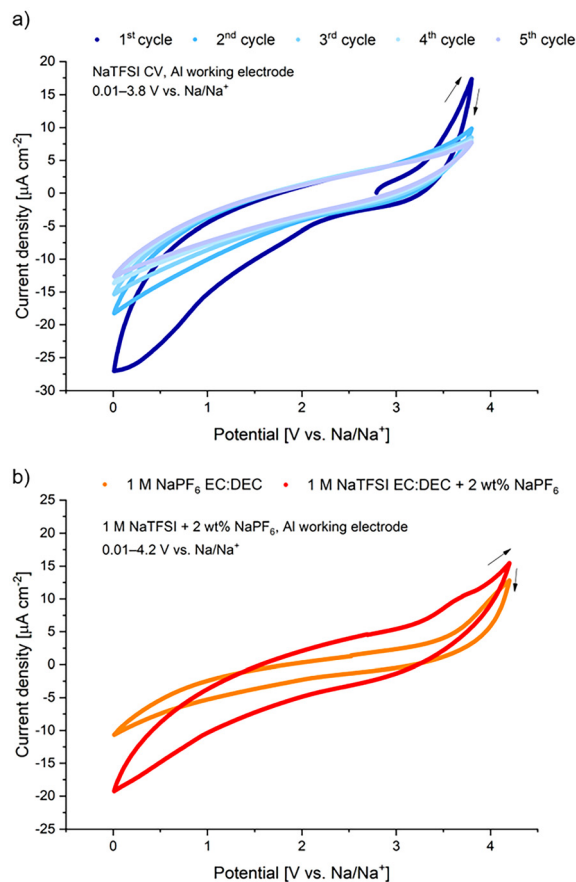 a)
1st cycle 2nd cycle 3rd cycle 4th cycle 5th cycle
NaTFSI CV, Al working electrode
0.01–3.8 V vs. Na/Na+
20
15
10
5
0
-5
-10
-15
-20
-25
-30
Current density [µA cm-2]
0 1 2 3 4
Potential [V vs. Na/Na+]
b)
1 M NaPF6 EC:DEC 1 M NaTFSI EC:DEC + 2 wt% NaPF6
1 M NaTFSI + 2 wt% NaPF6, Al working electrode
0.01–4.2 V vs. Na/Na+
25
20
15
10
5
0
-5
-10
-15
-20
-25
Current density [µA cm-2]
0 1 2 3 4
Potential [V vs. Na/Na+]